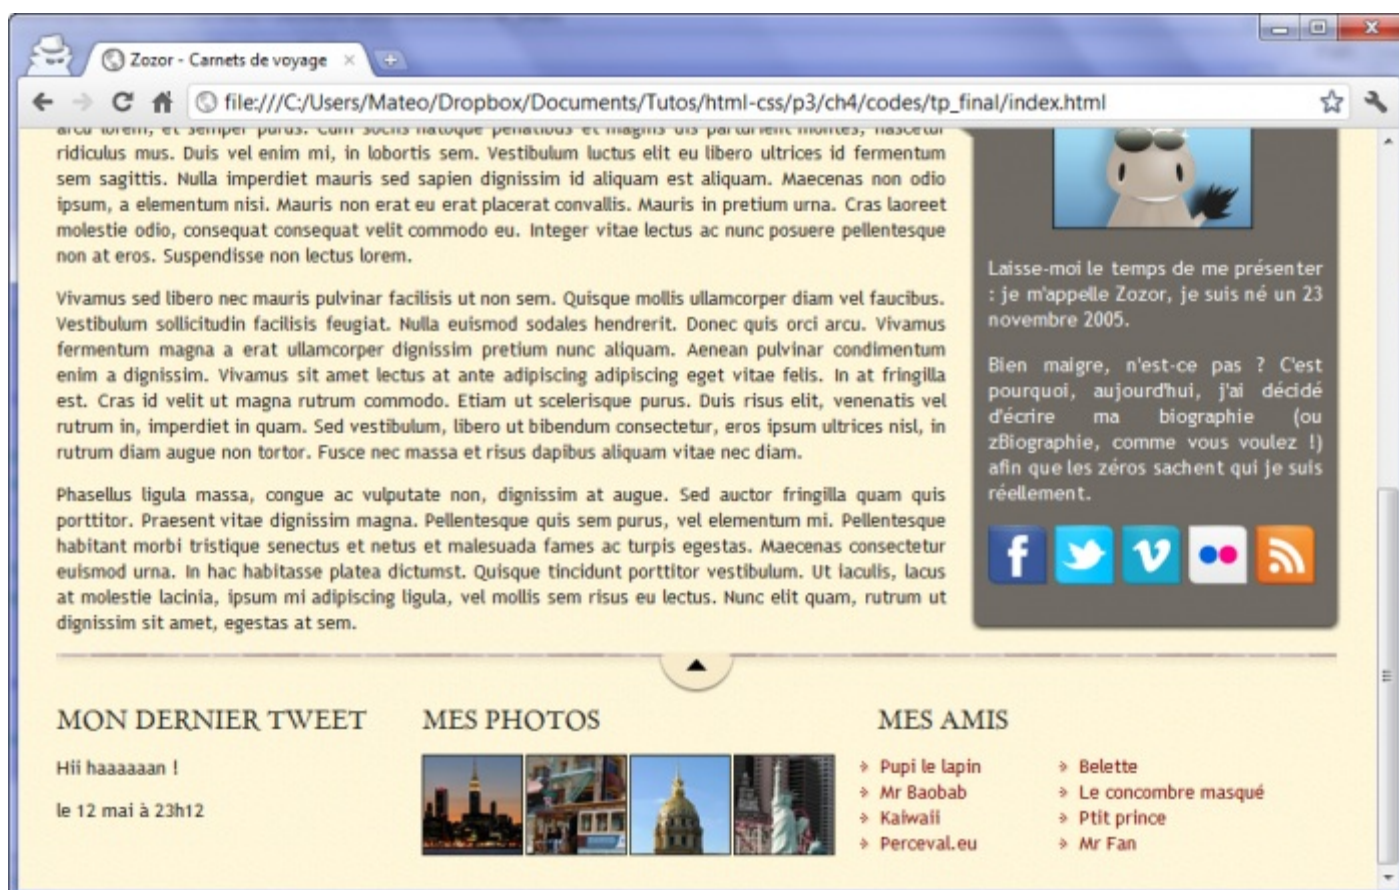 Zozor - Carnets de voyage
file:///C:/Users/Mateo/Dropbox/Documents/Tutos/html-css/p3/ch4/codes/tp_final/index.html
arcu lorem, et semper purus. Cum sociis natoque penatibus et magnis dis parturient montes, nascetur
ridiculus mus. Duis vel enim mi, in lobortis sem. Vestibulum luctus elit eu libero ultrices id fermentum
sem sagittis. Nulla imperdiet mauris sed sapien dignissim id aliquam est aliquam. Maecenas non odio
ipsum, a elementum nisi. Mauris non erat eu erat placerat convallis. Mauris in pretium urna. Cras laoreet
molestie odio, consequat consequat velit commodo eu. Integer vitae lectus ac nunc posuere pellentesque
non at eros. Suspendisse non lectus lorem.
Vivamus sed libero nec mauris pulvinar facilisis ut non sem. Quisque mollis ullamcorper diam vel faucibus.
Vestibulum sollicitudin facilisis feugiat. Nulla euismod sodales hendrerit. Donec quis orci arcu. Vivamus
fermentum magna a erat ullamcorper dignissim pretium nunc aliquam. Aenean pulvinar condimentum
enim a dignissim. Vivamus sit amet lectus at ante adipiscing adipiscing eget vitae felis. In at fringilla
est. Cras id velit ut magna rutrum commodo. Etiam ut scelerisque purus. Duis risus elit, venenatis vel
rutrum in, imperdiet in quam. Sed vestibulum, libero ut bibendum consectetur, eros ipsum ultrices nisl, in
rutrum diam augue non tortor. Fusce nec massa et risus dapibus aliquam vitae nec diam.
Phasellus ligula massa, congue ac vulputate non, dignissim at augue. Sed auctor fringilla quam quis
porttitor. Praesent vitae dignissim magna. Pellentesque quis sem purus, vel elementum mi. Pellentesque
habitant morbi tristique senectus et netus et malesuada fames ac turpis egestas. Maecenas consectetur
euismod urna. In hac habitasse platea dictumst. Quisque tincidunt porttitor vestibulum. Ut iaculis, lacus
at molestie lacinia, ipsum mi adipiscing ligula, vel mollis sem risus eu lectus. Nunc elit quam, rutrum ut
dignissim sit amet, egestas at sem.
Laisse-moi le temps de me présenter
: je m'appelle Zozor, je suis né un 23
novembre 2005.
Bien maigre, n'est-ce pas ? C'est
pourquoi, aujourd'hui, j'ai décidé
d'écrire ma biographie (ou
zBiographie, comme vous voulez !)
afin que les zéros sachent qui je suis
réellement.
MON DERNIER TWEET
Hii haaaaaan !
le 12 mai à 23h12
MES PHOTOS
MES AMIS
Pupi le lapin
Mr Baobab
Kaiwaii
Perceval.eu
Belette
Le concombre masqué
Ptit prince
Mr Fan